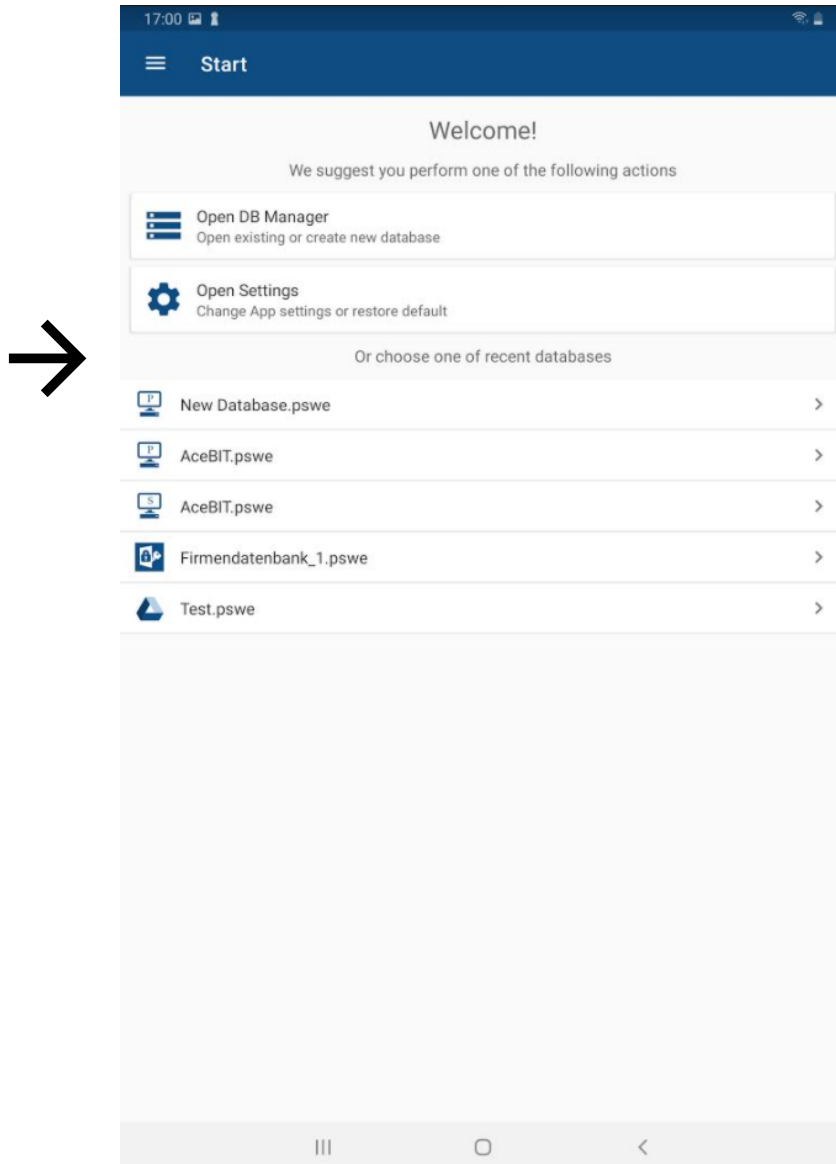 17:00
Start
Welcome!
We suggest you perform one of the following actions
Open DB Manager
Open existing or create new database
Open Settings
Change App settings or restore default
Or choose one of recent databases
P
New Database.pswe
P
AceBIT.pswe
S
AceBIT.pswe
Firmendatenbank_1.pswe
Test.pswe